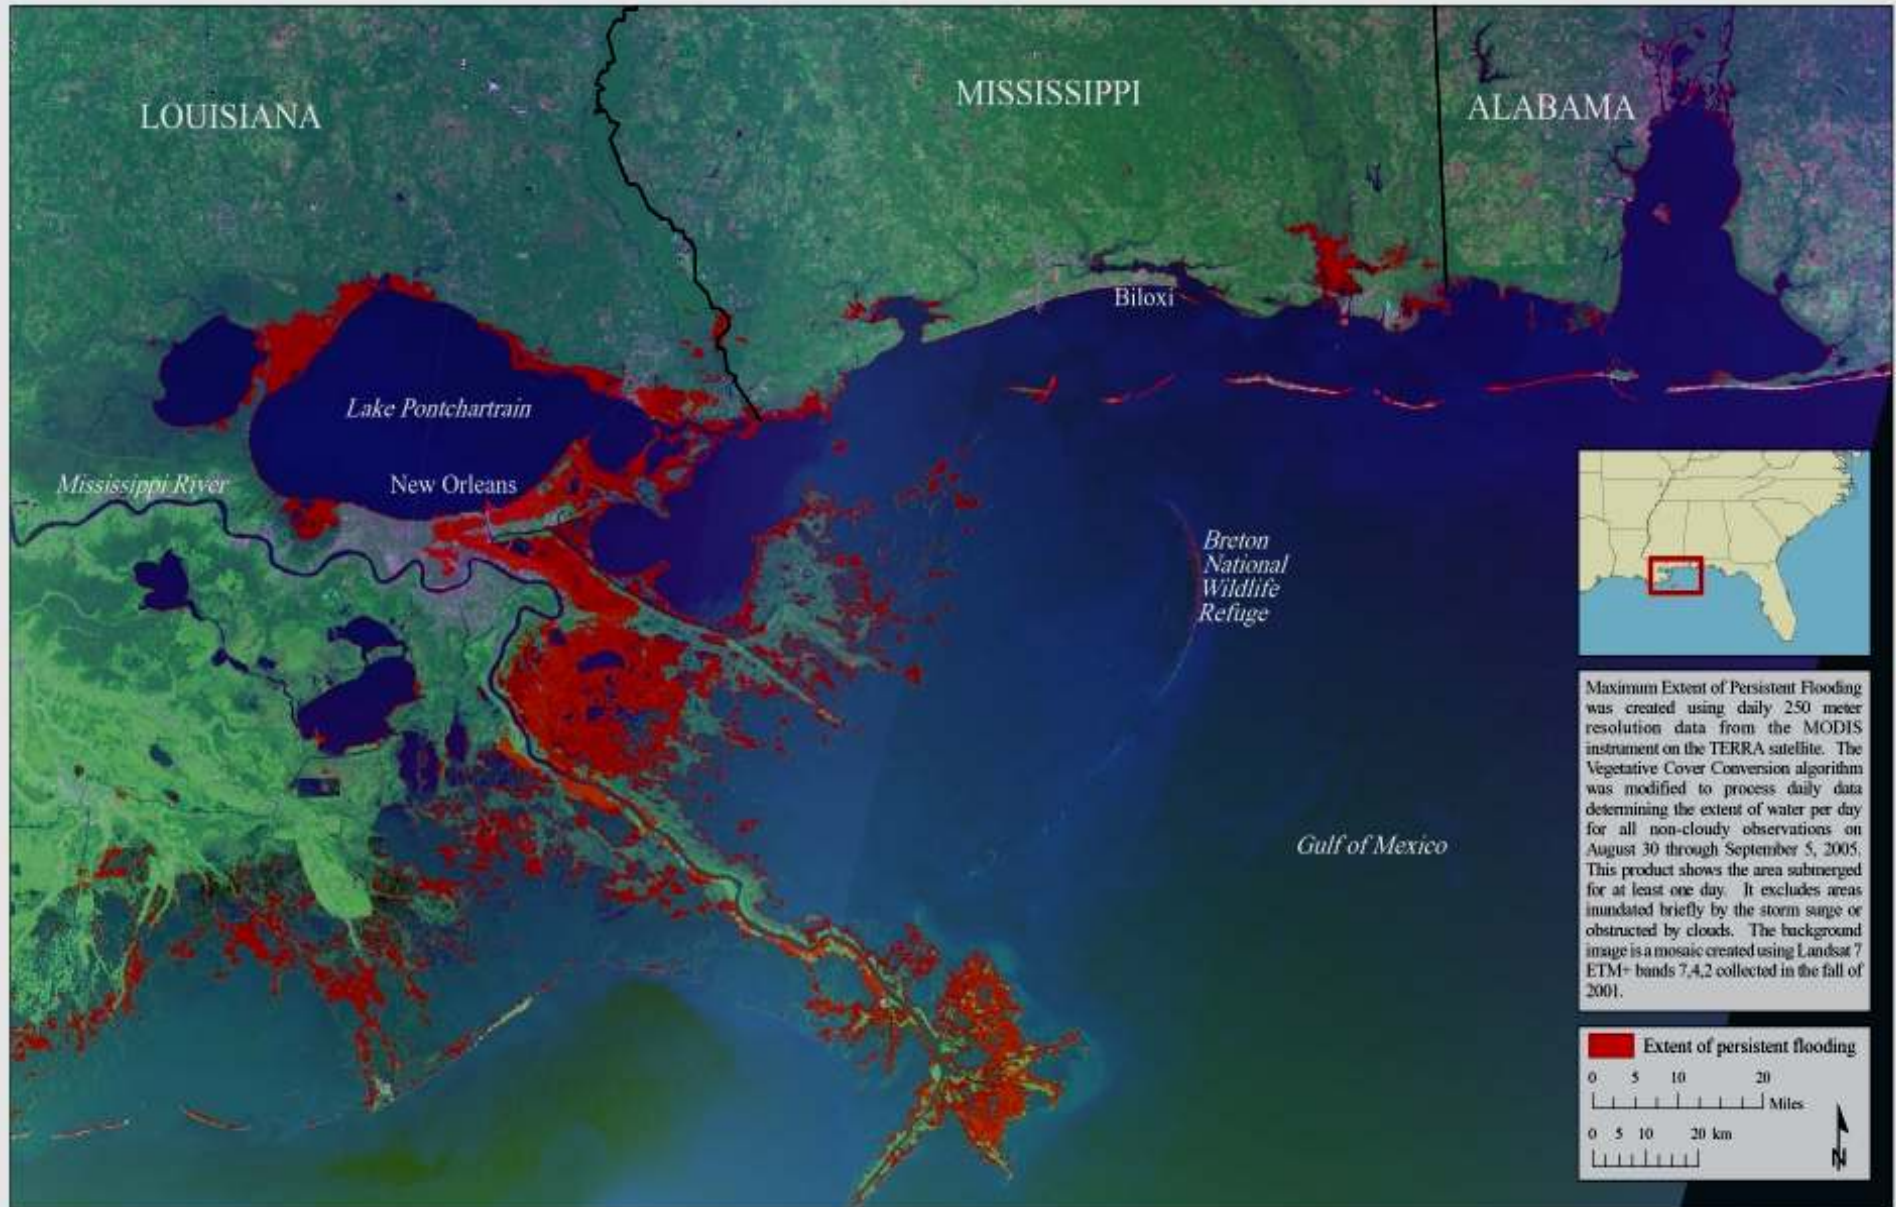 LOUISIANA
MISSISSIPPI
ALABAMA
Biloxi
Lake Pontchartrain
Mississippi River
New Orleans
Breton
National
Wildlife
Refuge
Gulf of Mexico
Maximum Extent of Persistent Flooding
was created using daily 250 meter
resolution data from the MODIS
instrument on the TERRA satellite. The
Vegetative Cover Conversion algorithm
was modified to process daily data
determining the extent of water per day
for all non-cloudy observations on
August 30 through September 5, 2005.
This product shows the area submerged
for at least one day. It excludes areas
inundated briefly by the storm surge or
obstructed by clouds. The background
image is a mosaic created using Landsat 7
ETM+ bands 7,4,2 collected in the fall of
2001.
Extent of persistent flooding
0 5 10 20
Miles
0 5 10 20 km
N